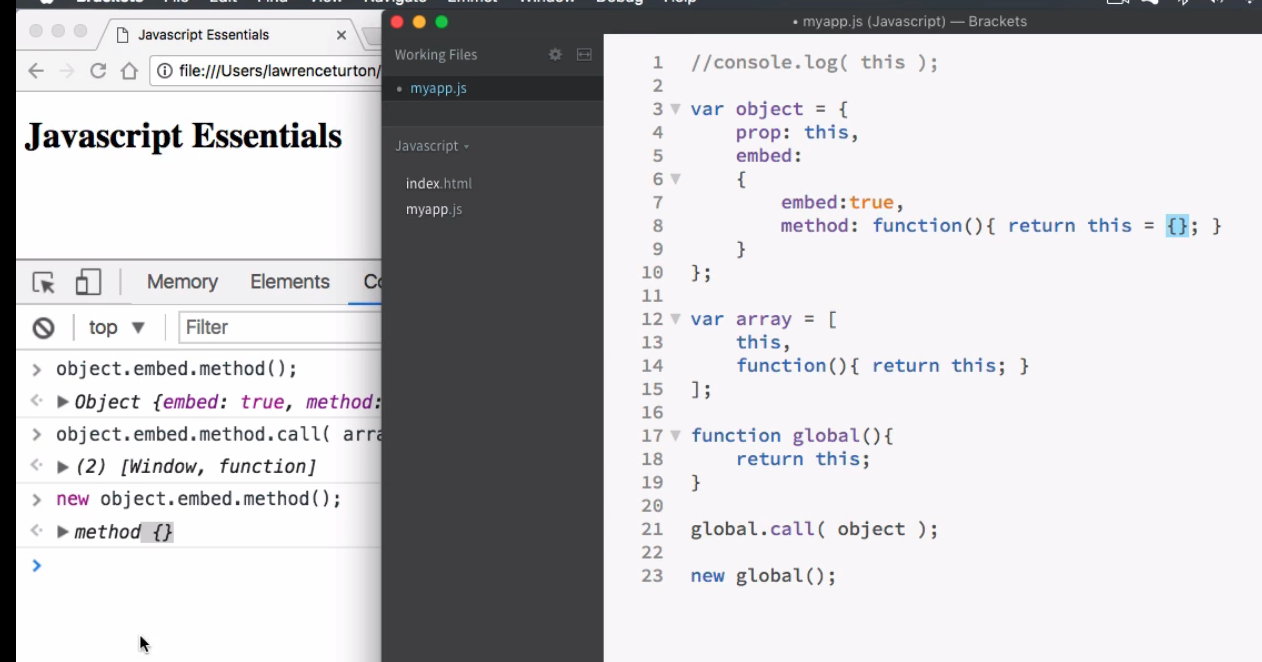 Brackets File Edit Find View Navigate Emmet Window Debug Help
Javascript Essentials
file:///Users/lawrenceturton/
Javascript Essentials
Memory Elements
top Filter
object.embed.method();
Object {embed: true, method:
object.embed.method.call( arra
(2) [Window, function]
new object.embed.method();
method {}
• myapp.js (Javascript) — Brackets
Working Files
• myapp.js
Javascript
index.html
myapp.js
1 //console.log( this );
2
3 var object = {
4 prop: this,
5 embed:
6 {
7 embed:true,
8 method: function(){ return this = {}; }
9 }
10 };
11
12 var array = [
13 this,
14 function(){ return this; }
15 ];
16
17 function global(){
18 return this;
19 }
20
21 global.call( object );
22
23 new global();